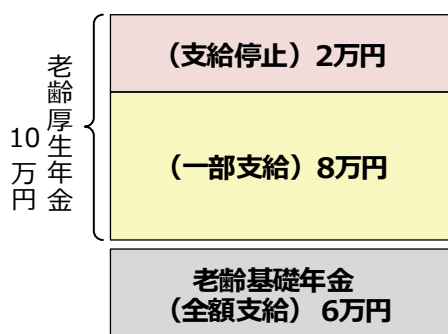 老齢厚生年金
10万円
（支給停止）2万円
（一部支給）8万円
老齢基礎年金
（全額支給） 6万円